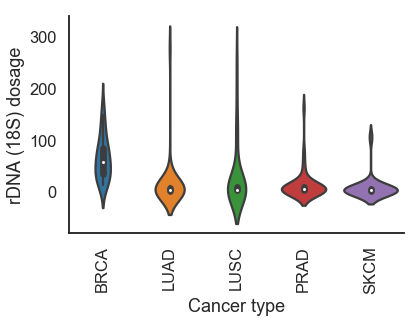 rDNA (18S) dosage
300
200
100
0
BRCA
LUAD
LUSC
PRAD
SKCM
Cancer type